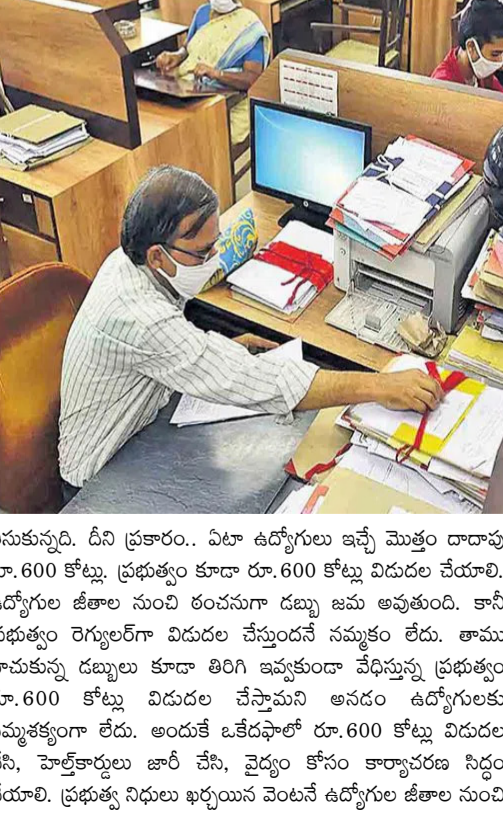 సుకున్నది. దీని ప్రకారం.. ఏటా ఉద్యోగులు ఇచ్చే మొత్తం దాదాపు
రూ.600 కోట్లు. ప్రభుత్వం కూడా రూ.600 కోట్లు విడుదల చేయాలి.
ఉద్యోగుల జీతాల నుంచి ఠంచనుగా డబ్బు జమ అవుతుంది. కానీ
ప్రభుత్వం రెగ్యులర్‌గా విడుదల చేస్తుందనే నమ్మకం లేదు. తాము
దాచుకున్న డబ్బులు కూడా తిరిగి ఇవ్వకుండా వేధిస్తున్న ప్రభుత్వం
రూ.600 కోట్లు విడుదల చేస్తామని అనడం ఉద్యోగులకు
నమ్మశక్యంగా లేదు. అందుకే ఒకేదఫాలో రూ.600 కోట్లు విడుదల
చేసి, హెల్త్‌కార్డులు జారీ చేసి, వైద్యం కోసం కార్యాచరణ సిద్ధం
చేయాలి. ప్రభుత్వ నిధులు ఖర్చయిన వెంటనే ఉద్యోగుల జీతాల నుంచి